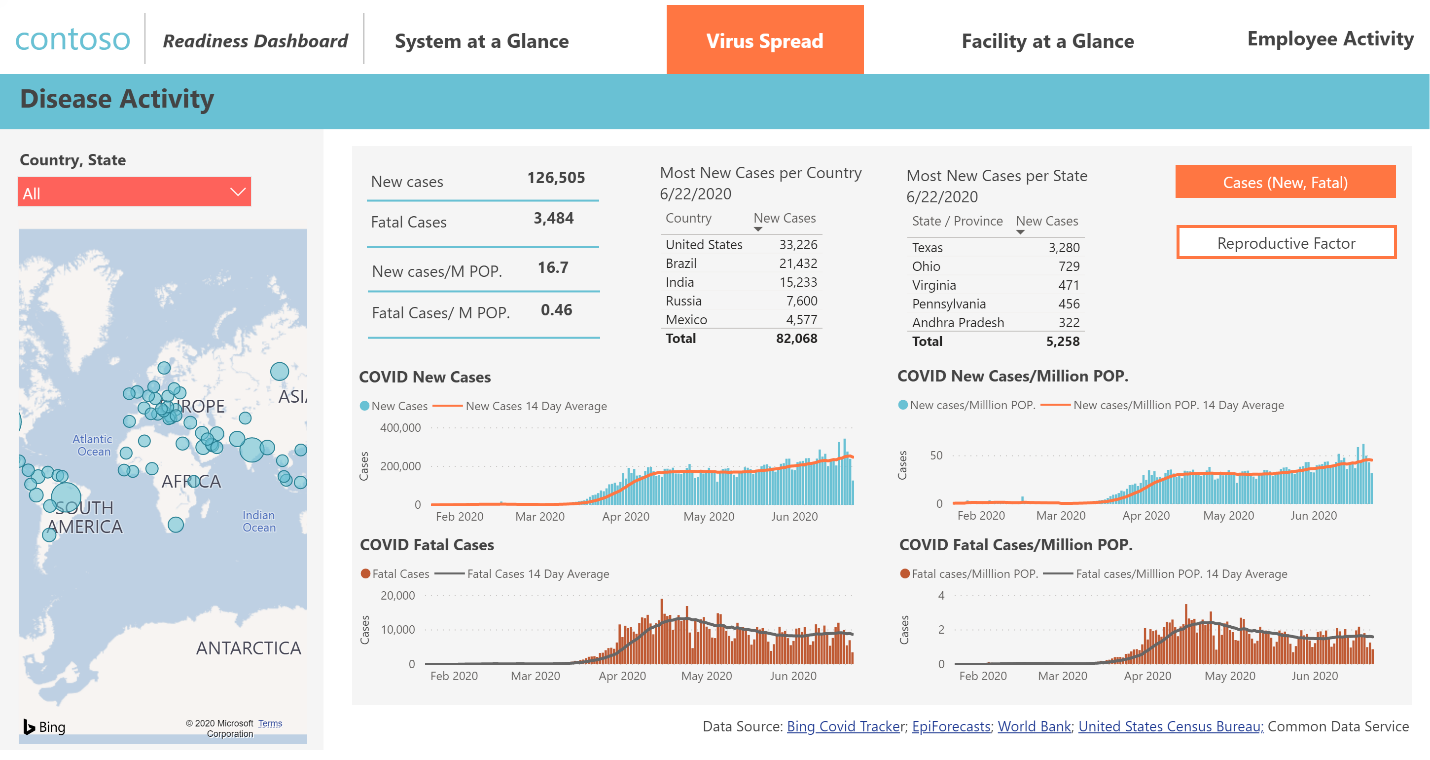 contoso
Readiness Dashboard
System at a Glance
Virus Spread
Facility at a Glance
Employee Activity
Disease Activity
Country, State
All
EUROPE
ASIA
Atlantic
Ocean
AFRICA
SOUTH
AMERICA
Indian
Ocean
ANTARCTICA
Bing
© 2020 Microsoft Terms
Corporation
New cases 126,505
Fatal Cases 3,484
New cases/M POP. 16.7
Fatal Cases/ M POP. 0.46
Most New Cases per Country
6/22/2020
Country New Cases
United States 33,226
Brazil 21,432
India 15,233
Russia 7,600
Mexico 4,577
Total 82,068
Most New Cases per State
6/22/2020
State / Province New Cases
Texas 3,280
Ohio 729
Virginia 471
Pennsylvania 456
Andhra Pradesh 322
Total 5,258
Cases (New, Fatal)
Reproductive Factor
COVID New Cases
New Cases New Cases 14 Day Average
Cases
400,000
200,000
0
Feb 2020 Mar 2020 Apr 2020 May 2020 Jun 2020
COVID New Cases/Million POP.
New cases/Milllion POP. New cases/Milllion POP. 14 Day Average
Cases
50
0
Feb 2020 Mar 2020 Apr 2020 May 2020 Jun 2020
COVID Fatal Cases
Fatal Cases Fatal Cases 14 Day Average
Cases
20,000
10,000
0
Feb 2020 Mar 2020 Apr 2020 May 2020 Jun 2020
COVID Fatal Cases/Million POP.
Fatal cases/Milllion POP. Fatal cases/Milllion POP. 14 Day Average
Cases
4
2
0
Feb 2020 Mar 2020 Apr 2020 May 2020 Jun 2020
Data Source: Bing Covid Tracker; EpiForecasts; World Bank; United States Census Bureau; Common Data Service